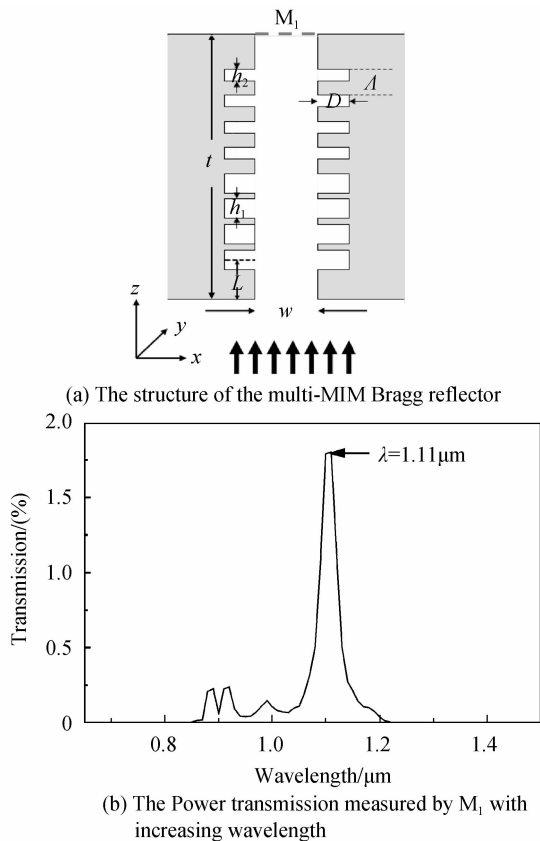 M₁
h₂
Λ
D
t
h₁
L
z
y
x
w
(a) The structure of the multi-MIM Bragg reflector
2.0
1.5
1.0
0.5
0
Transmission/(%)
λ=1.11μm
0.8 1.0 1.2 1.4
Wavelength/μm
(b) The Power transmission measured by M₁ with
increasing wavelength